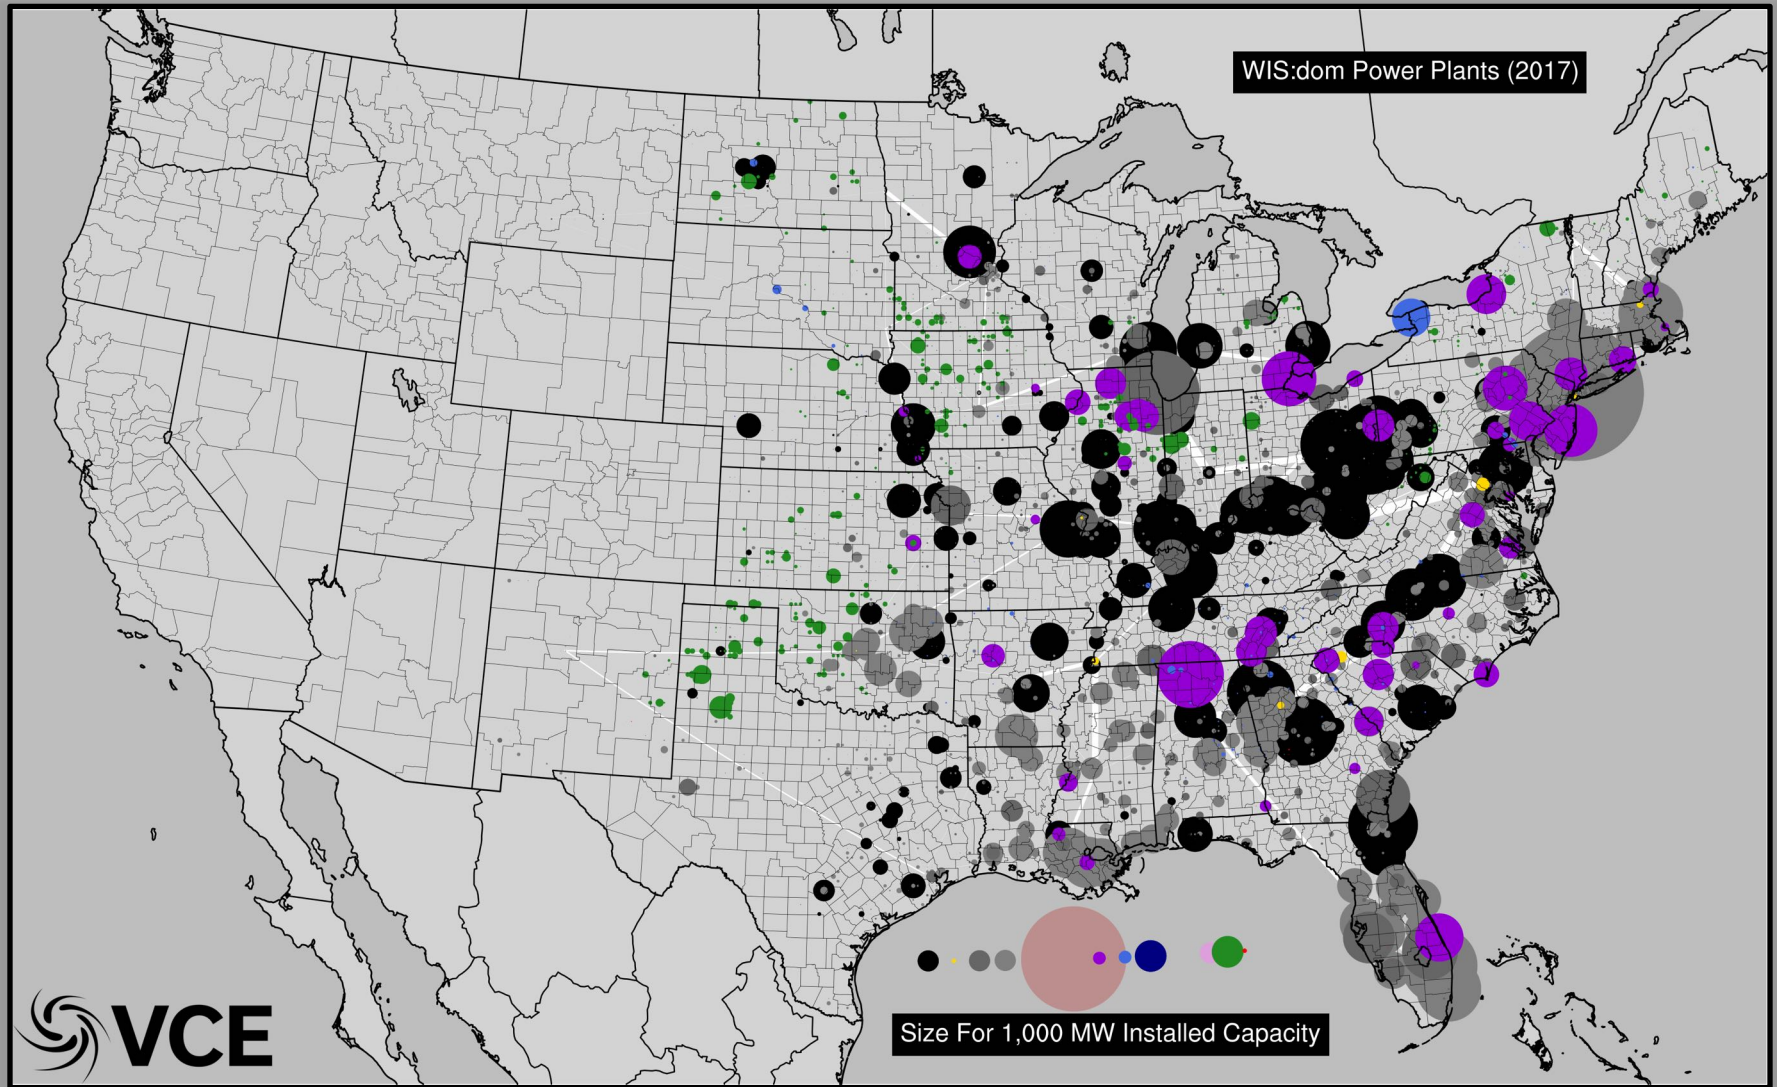 WIS:dom Power Plants (2017)
Size For 1,000 MW Installed Capacity
VCE